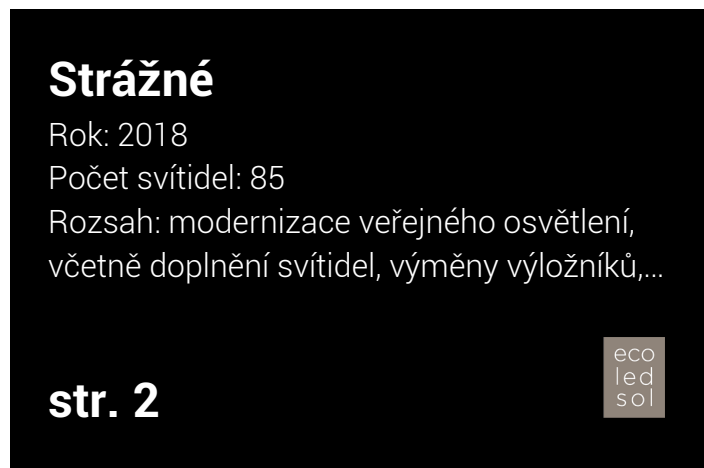 Strážné
Rok: 2018
Počet svítidel: 85
Rozsah: modernizace veřejného osvětlení,
včetně doplnění svítidel, výměny výložníků,...
str. 2
eco
led
sol